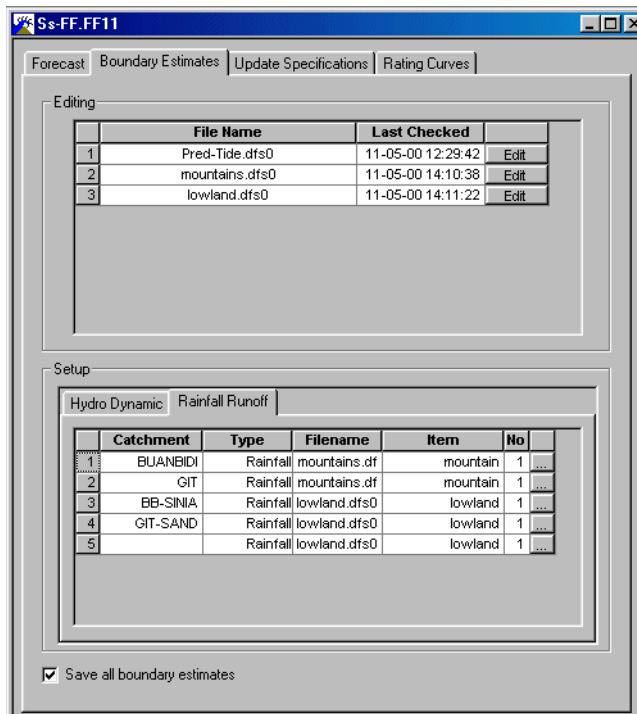 Ss-FF.FF11
Forecast Boundary Estimates Update Specifications Rating Curves
Editing
File Name Last Checked
1 Pred-Tide.dfs0 11-05-00 12:29:42 Edit
2 mountains.dfs0 11-05-00 14:10:38 Edit
3 lowland.dfs0 11-05-00 14:11:22 Edit
Setup
Hydro Dynamic Rainfall Runoff
Catchment Type Filename Item No
1 BUANBIDI Rainfall mountains.df mountain 1 ...
2 GIT Rainfall mountains.df mountain 1 ...
3 BB-SINIA Rainfall lowland.dfs0 lowland 1 ...
4 GIT-SAND Rainfall lowland.dfs0 lowland 1 ...
5 Rainfall lowland.dfs0 lowland 1 ...
Save all boundary estimates